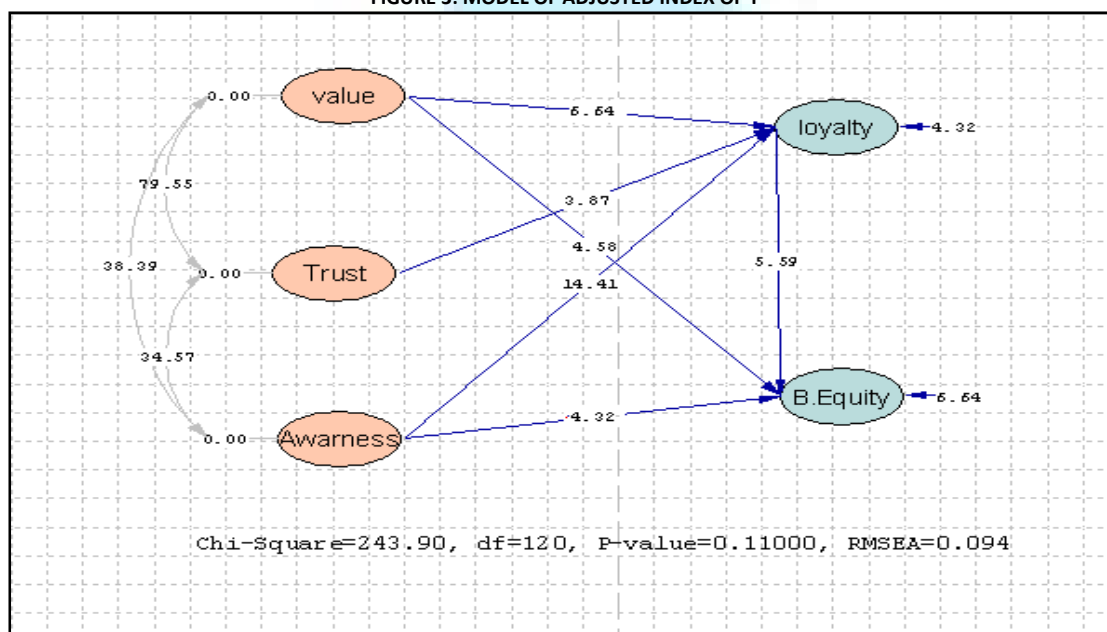 MODEL OF ADJUSTED INDEX OF
0.00
value
6.64
loyalty
4.32
79.55
3.87
4.58
38.39
0.00
Trust
14.41
5.59
34.57
4.32
B.Equity
6.64
0.00
Awarness
Chi-Square=243.90, df=120, P-value=0.11000, RMSEA=0.094